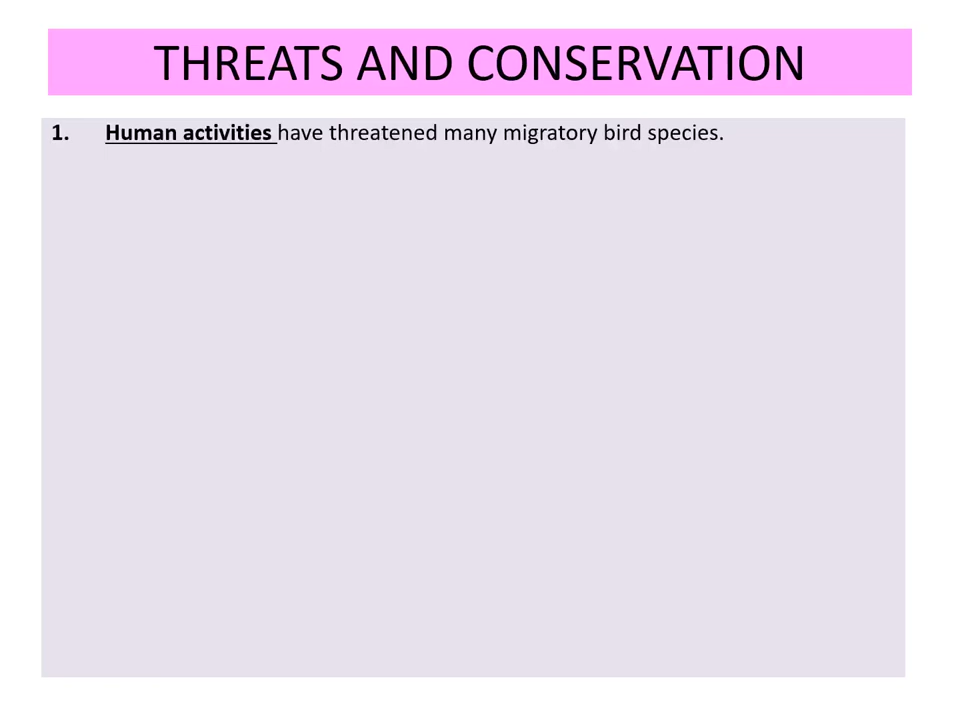 THREATS AND CONSERVATION
1. Human activities have threatened many migratory bird species.